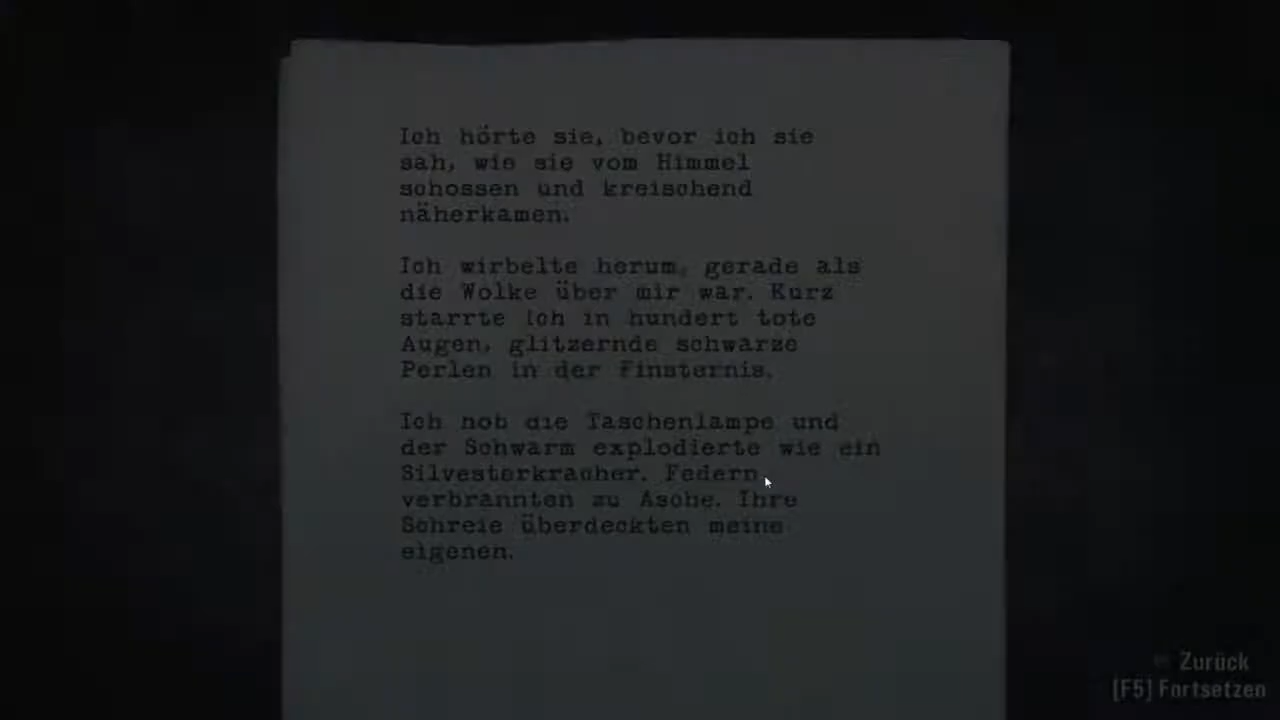 Ich hörte sie, bevor ich sie
sah, wie sie vom Himmel
schossen und kreischend
näherkamen.
Ich wirbelte herum, gerade als
die Wolke über mir war. Kurz
starrte ich in hundert tote
Augen, glitzernde schwarze
Perlen in der Finsternis.
Ich hob die Taschenlampe und
der Schwarm explodierte wie ein
Silvesterkracher. Federn
verbrannten zu Asche. Ihre
Schreie überdeckten meine
eigenen.
Zurück
[F5] Fortsetzen